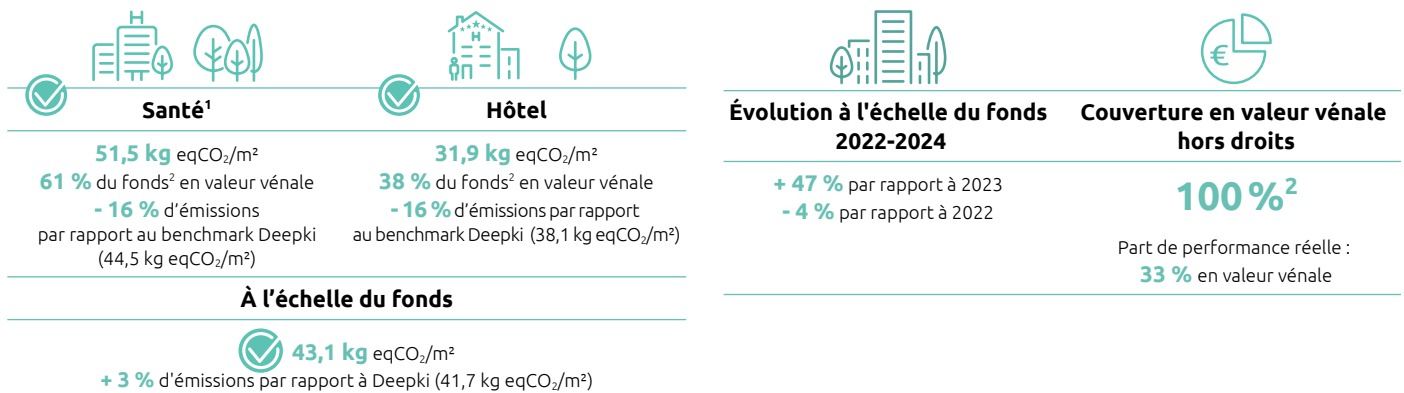 H
Santé¹
51,5 kg eqCO₂/m²
61 % du fonds² en valeur vénale
- 16 % d’émissions
par rapport au benchmark Deepki
(44,5 kg eqCO₂/m²)
H
Hôtel
31,9 kg eqCO₂/m²
38 % du fonds² en valeur vénale
- 16 % d’émissions par rapport
au benchmark Deepki (38,1 kg eqCO₂/m²)
À l’échelle du fonds
43,1 kg eqCO₂/m²
+ 3 % d'émissions par rapport à Deepki (41,7 kg eqCO₂/m²)
Évolution à l'échelle du fonds
2022-2024
+ 47 % par rapport à 2023
- 4 % par rapport à 2022
€
Couverture en valeur vénale
hors droits
100 %²
Part de performance réelle :
33 % en valeur vénale